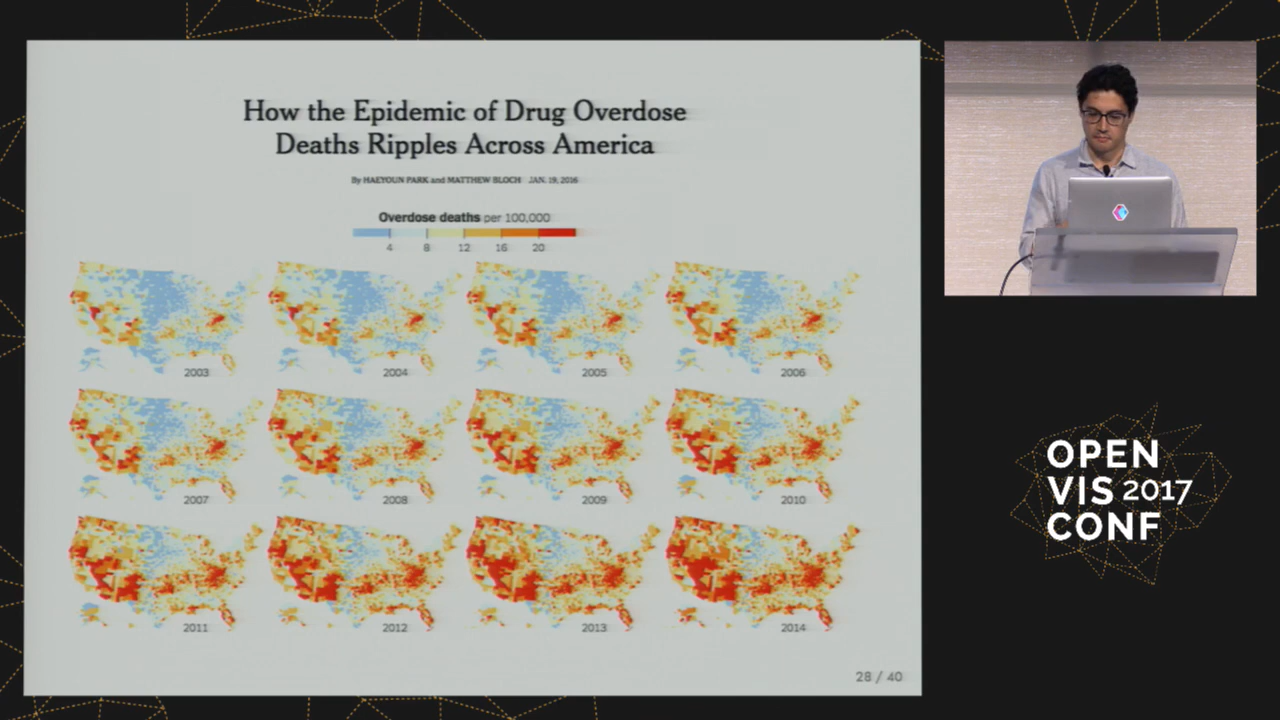 How the Epidemic of Drug Overdose
Deaths Ripples Across America
By HAEYOUN PARK and MATTHEW BLOCH JAN. 19, 2016
Overdose deaths per 100,000
4 8 12 16 20
2003 2004 2005 2006
2007 2008 2009 2010
2011 2012 2013 2014
28 / 40
OPEN
VIS 2017
CONF